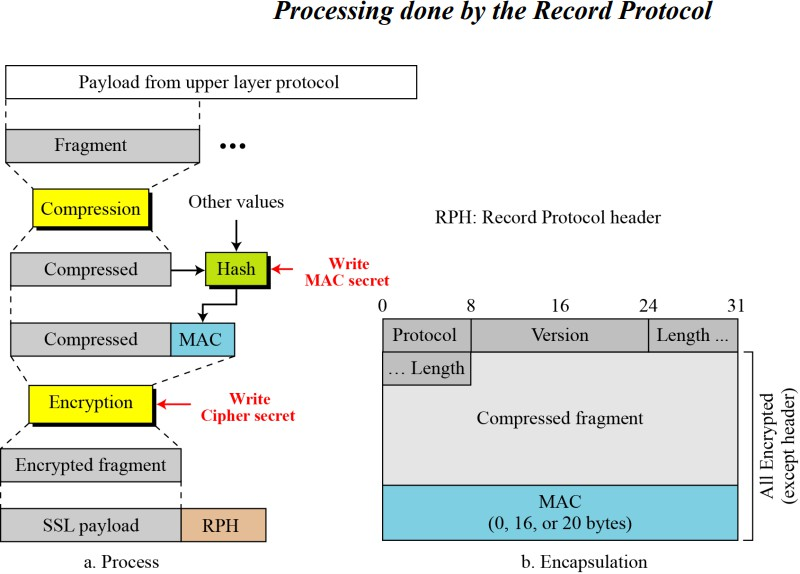 Processing done by the Record Protocol
Payload from upper layer protocol
Fragment
•••
Compression
Other values
Compressed
Hash
Write
MAC secret
Compressed
MAC
Encryption
Write
Cipher secret
Encrypted fragment
SSL payload
RPH
a. Process
RPH: Record Protocol header
0 8 16 24 31
Protocol Version Length ...
... Length
Compressed fragment
MAC
(0, 16, or 20 bytes)
All Encrypted
(except header)
b. Encapsulation